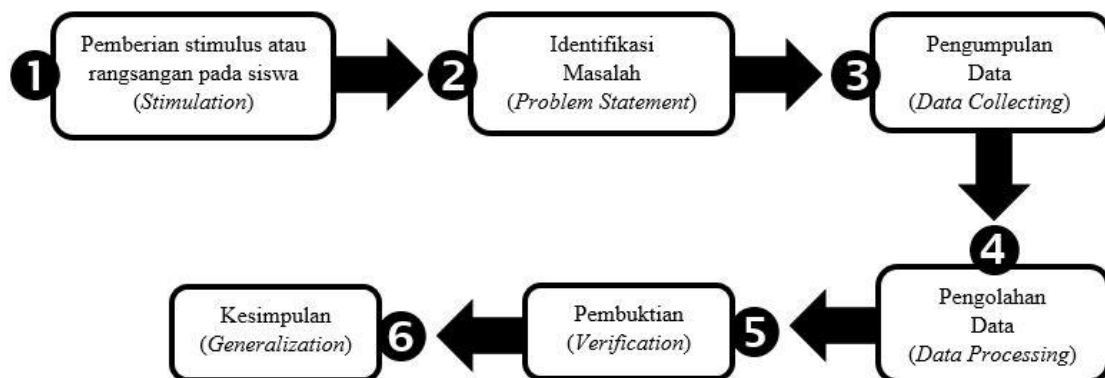 1
Pemberian stimulus atau
rangsangan pada siswa
(Stimulation)
2
Identifikasi
Masalah
(Problem Statement)
3
Pengumpulan
Data
(Data Collecting)
4
Pengolahan
Data
(Data Processing)
5
Pembuktian
(Verification)
6
Kesimpulan
(Generalization)